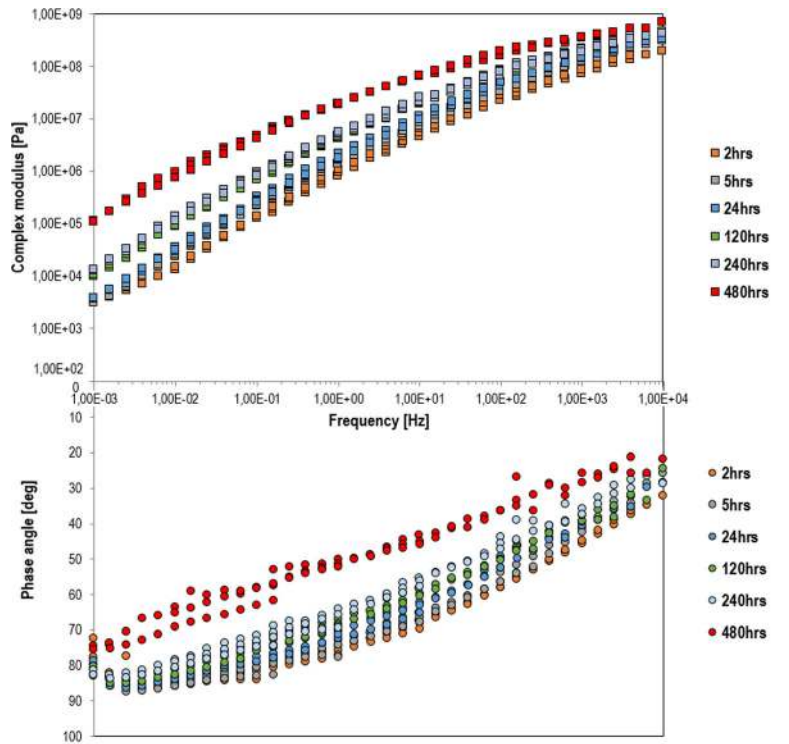 1,00E+09
1,00E+08
1,00E+07
1,00E+06
1,00E+05
1,00E+04
1,00E+03
1,00E+02
Complex modulus [Pa]
2hrs
5hrs
24hrs
120hrs
240hrs
480hrs
0
1,00E-03 1,00E-02 1,00E-01 1,00E+00 1,00E+01 1,00E+02 1,00E+03 1,00E+04
Frequency [Hz]
10
20
30
40
50
60
70
80
90
100
Phase angle [deg]
2hrs
5hrs
24hrs
120hrs
240hrs
480hrs